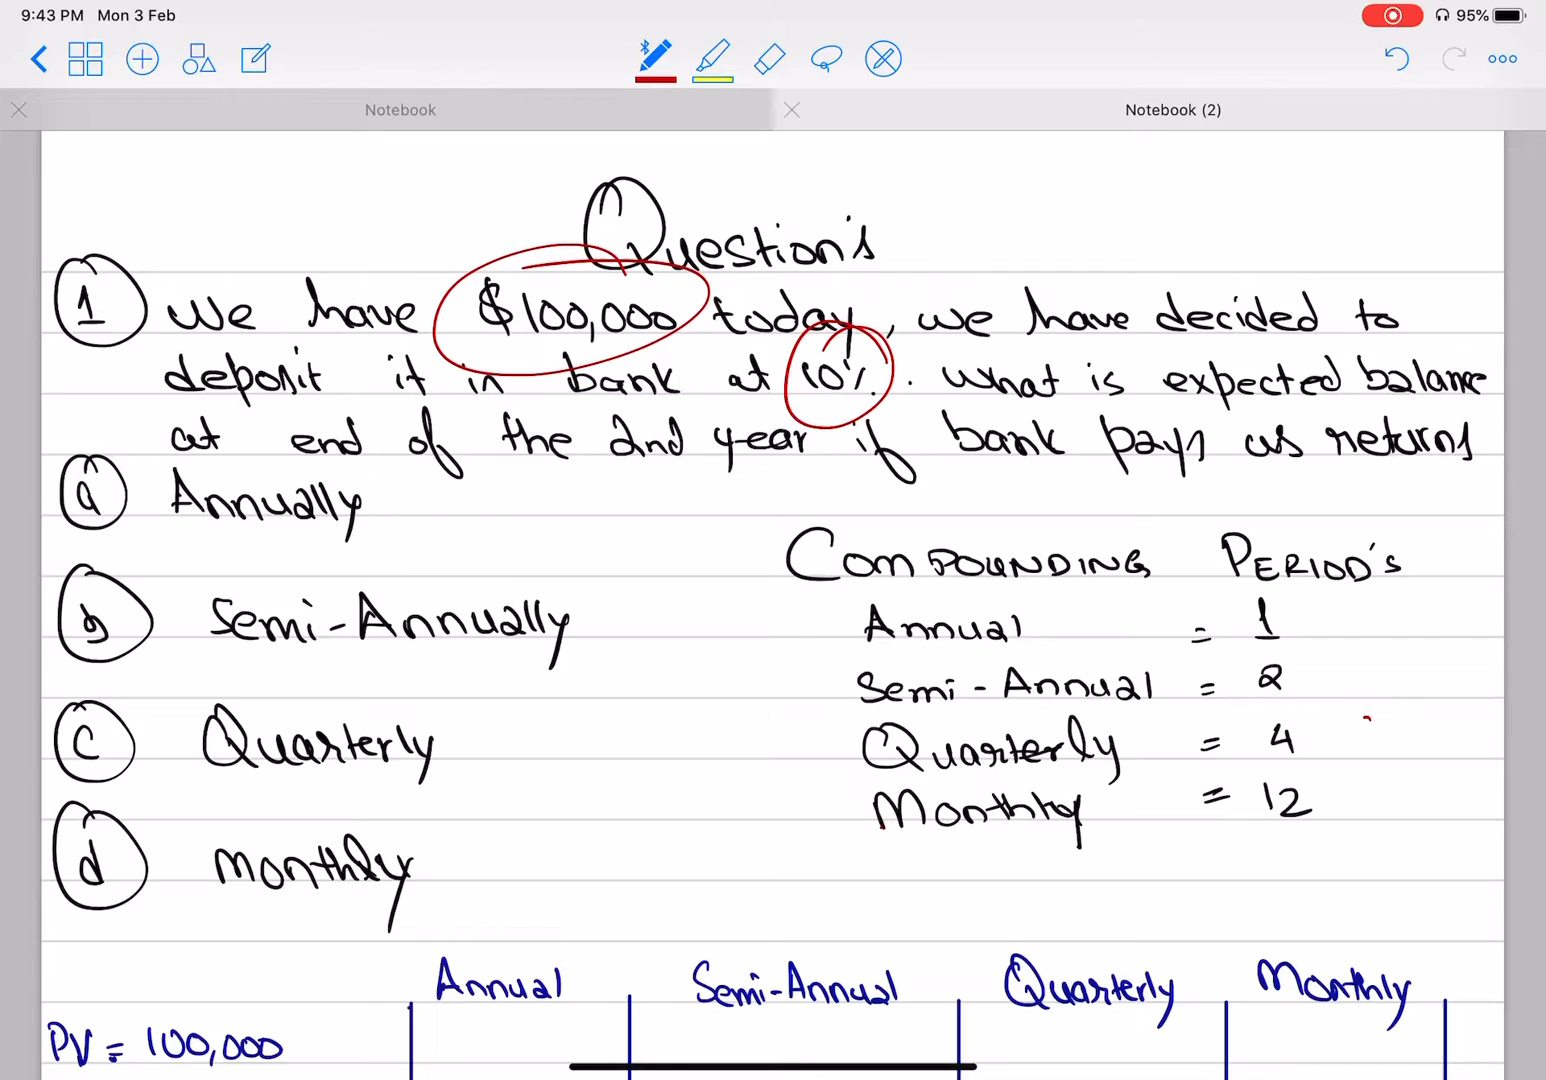 9:43 PM Mon 3 Feb
95%
Notebook
Notebook (2)
Question's
1 We have $100,000 today, we have decided to
deposit it in bank at 10%. What is expected balance
at end of the 2nd year if bank pays us returns
a Annually
b Semi-Annually
c Quarterly
d Monthly
COMPOUNDING PERIOD'S
Annual = 1
Semi-Annual = 2
Quarterly = 4
Monthly = 12
Annual Semi-Annual Quarterly Monthly
PV = 100,000